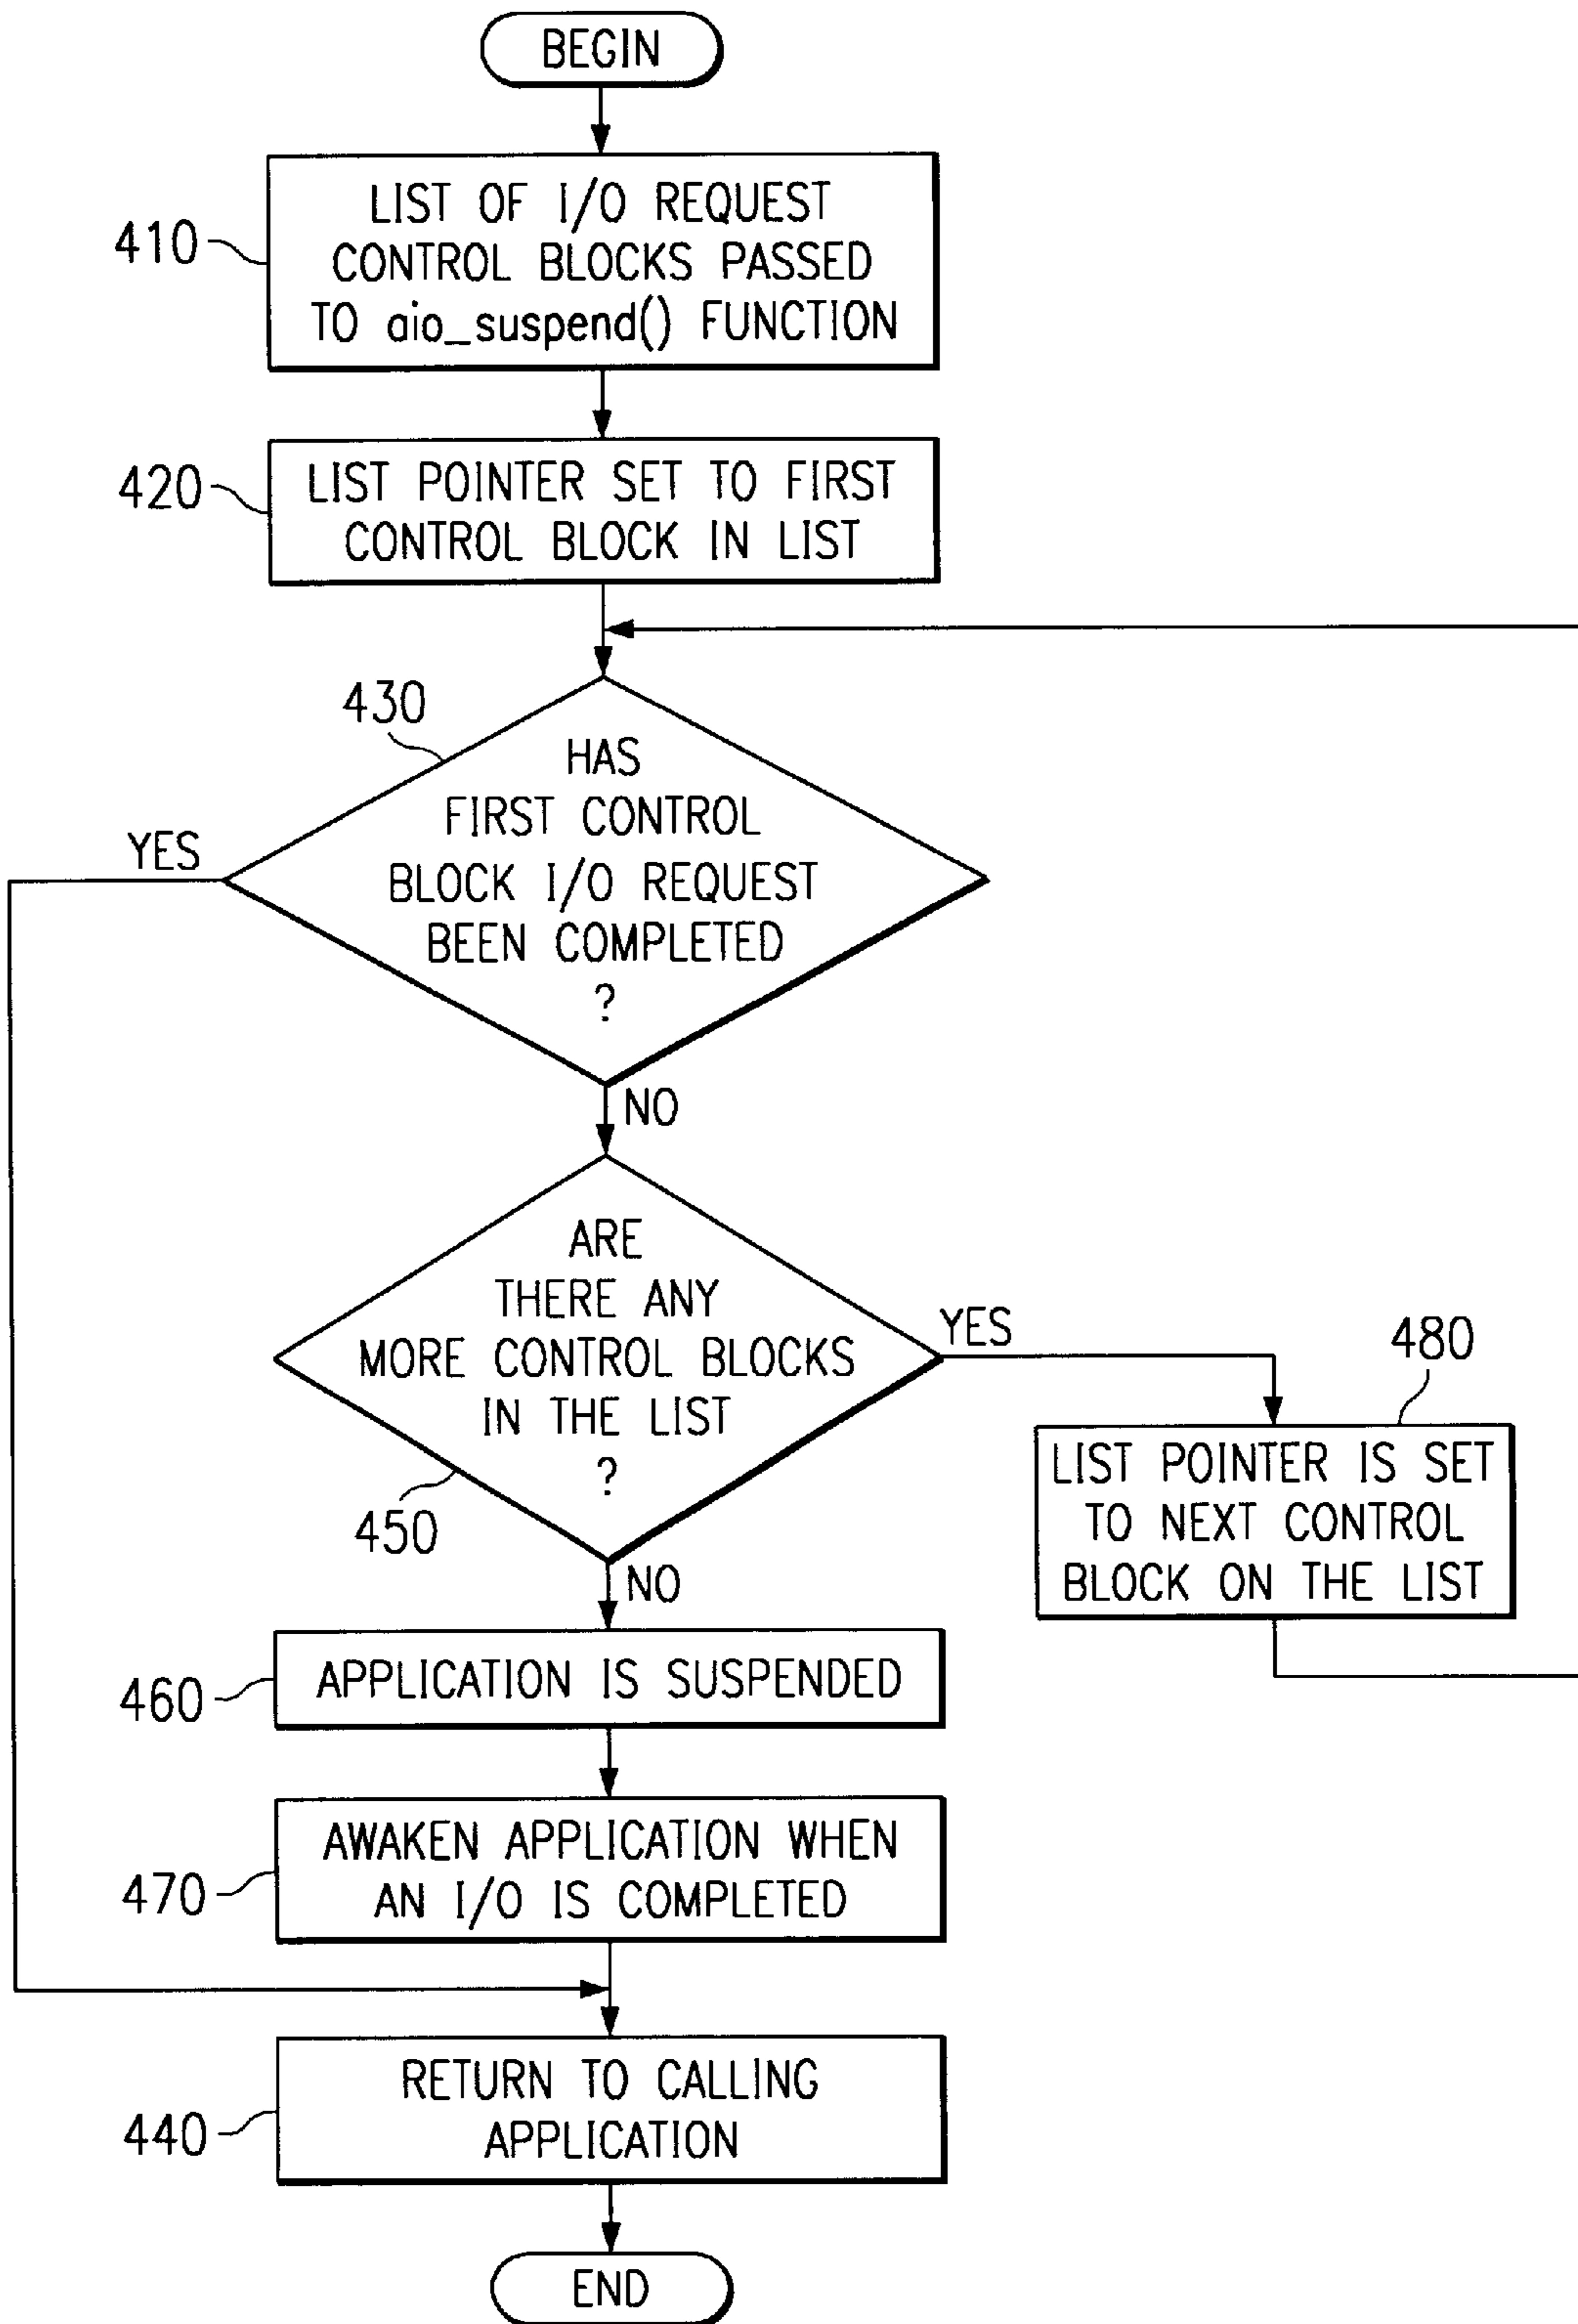 BEGIN
410
LIST OF I/O REQUEST
CONTROL BLOCKS PASSED
TO aio_suspend() FUNCTION
420
LIST POINTER SET TO FIRST
CONTROL BLOCK IN LIST
430
HAS
FIRST CONTROL
BLOCK I/O REQUEST
BEEN COMPLETED
?
YES
NO
ARE
THERE ANY
MORE CONTROL BLOCKS
IN THE LIST
?
450
YES
480
LIST POINTER IS SET
TO NEXT CONTROL
BLOCK ON THE LIST
NO
460
APPLICATION IS SUSPENDED
470
AWAKEN APPLICATION WHEN
AN I/O IS COMPLETED
440
RETURN TO CALLING
APPLICATION
END